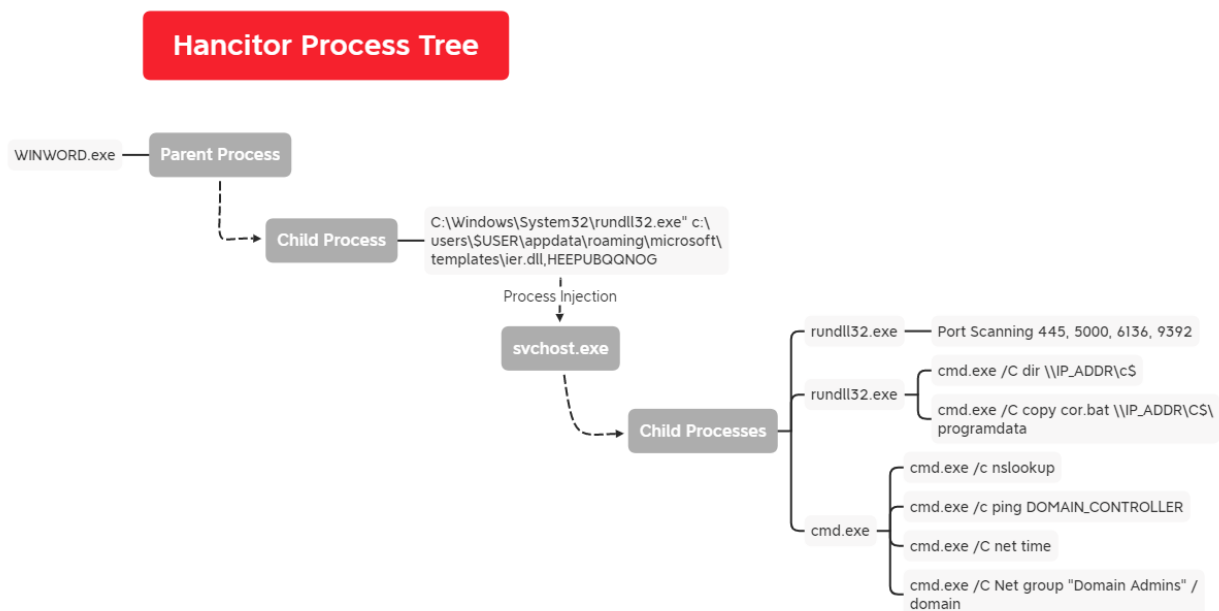 Hancitor Process Tree
WINWORD.exe
Parent Process
Child Process
C:\Windows\System32\rundll32.exe" c:\
users\$USER\appdata\roaming\microsoft\
templates\ier.dll,HEEPUBQQNOG
Process Injection
svchost.exe
Child Processes
rundll32.exe
Port Scanning 445, 5000, 6136, 9392
rundll32.exe
cmd.exe /C dir \\IP_ADDR\c$
cmd.exe /C copy cor.bat \\IP_ADDR\C$\
programdata
cmd.exe
cmd.exe /c nslookup
cmd.exe /c ping DOMAIN_CONTROLLER
cmd.exe /C net time
cmd.exe /C Net group "Domain Admins" /
domain